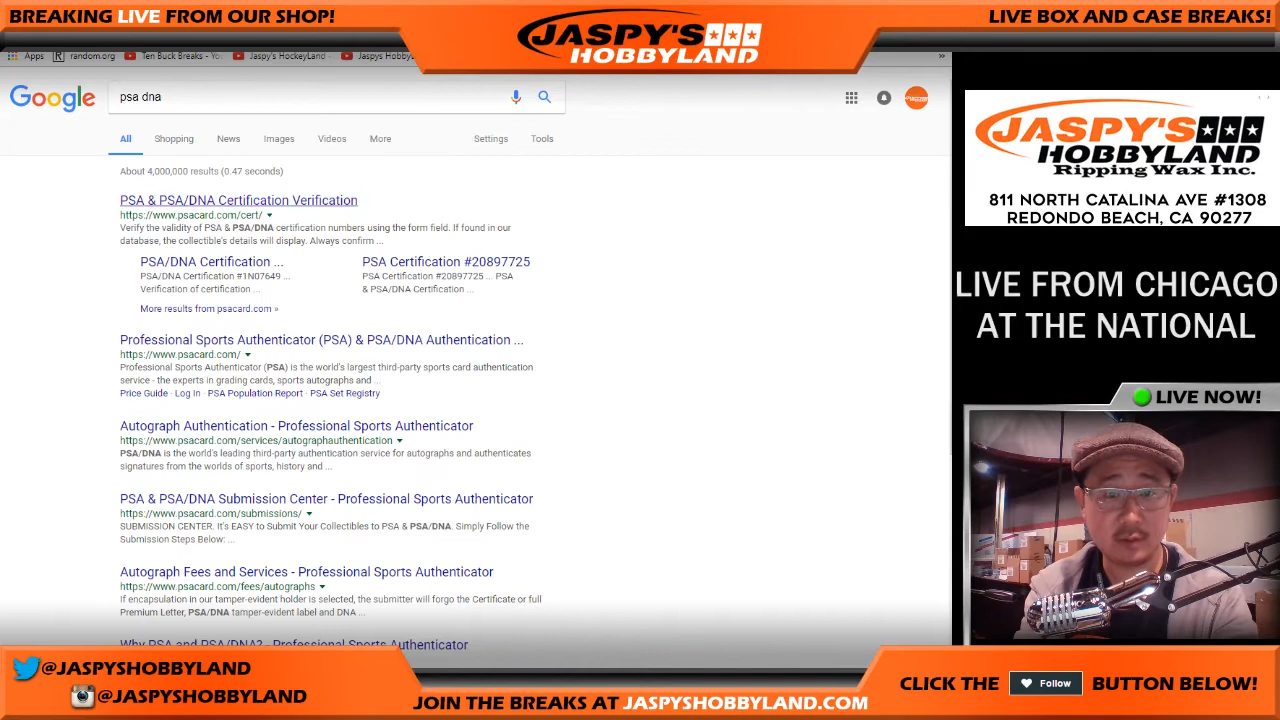 BREAKING LIVE FROM OUR SHOP!
JASPY'S
HOBBYLAND
LIVE BOX AND CASE BREAKS!
Apps random.org Ten Buck Breaks - Yo Jaspy's HockeyLand - Jaspys Hobby
»
Google
psa dna
All Shopping News Images Videos More Settings Tools
About 4,000,000 results (0.47 seconds)
PSA & PSA/DNA Certification Verification
https://www.psacard.com/cert/
Verify the validity of PSA & PSA/DNA certification numbers using the form field. If found in our
database, the collectible's details will display. Always confirm ...
PSA/DNA Certification ...
PSA/DNA Certification #1N07649 ...
Verification of certification ...
PSA Certification #20897725
PSA Certification #20897725 ... PSA
& PSA/DNA Certification ...
More results from psacard.com »
Professional Sports Authenticator (PSA) & PSA/DNA Authentication ...
https://www.psacard.com/
Professional Sports Authenticator (PSA) is the world's largest third-party sports card authentication
service - the experts in grading cards, sports autographs and ...
Price Guide · Log In · PSA Population Report · PSA Set Registry
Autograph Authentication - Professional Sports Authenticator
https://www.psacard.com/services/autographauthentication
PSA/DNA is the world's leading third-party authentication service for autographs and authenticates
signatures from the worlds of sports, history and ...
PSA & PSA/DNA Submission Center - Professional Sports Authenticator
https://www.psacard.com/submissions/
SUBMISSION CENTER. It's EASY to Submit Your Collectibles to PSA & PSA/DNA. Simply Follow the
Submission Steps Below: ...
Autograph Fees and Services - Professional Sports Authenticator
https://www.psacard.com/fees/autographs
If encapsulation in our tamper-evident holder is selected, the submitter will forgo the Certificate or full
Premium Letter, PSA/DNA tamper-evident label and DNA ...
Why PSA and PSA/DNA? - Professional Sports Authenticator
JASPY'S
HOBBYLAND
Ripping Wax Inc.
811 NORTH CATALINA AVE #1308
REDONDO BEACH, CA 90277
LIVE FROM CHICAGO
AT THE NATIONAL
LIVE NOW!
@JASPYSHOBBYLAND
@JASPYSHOBBYLAND
JOIN THE BREAKS AT JASPYSHOBBYLAND.COM
CLICK THE Follow BUTTON BELOW!